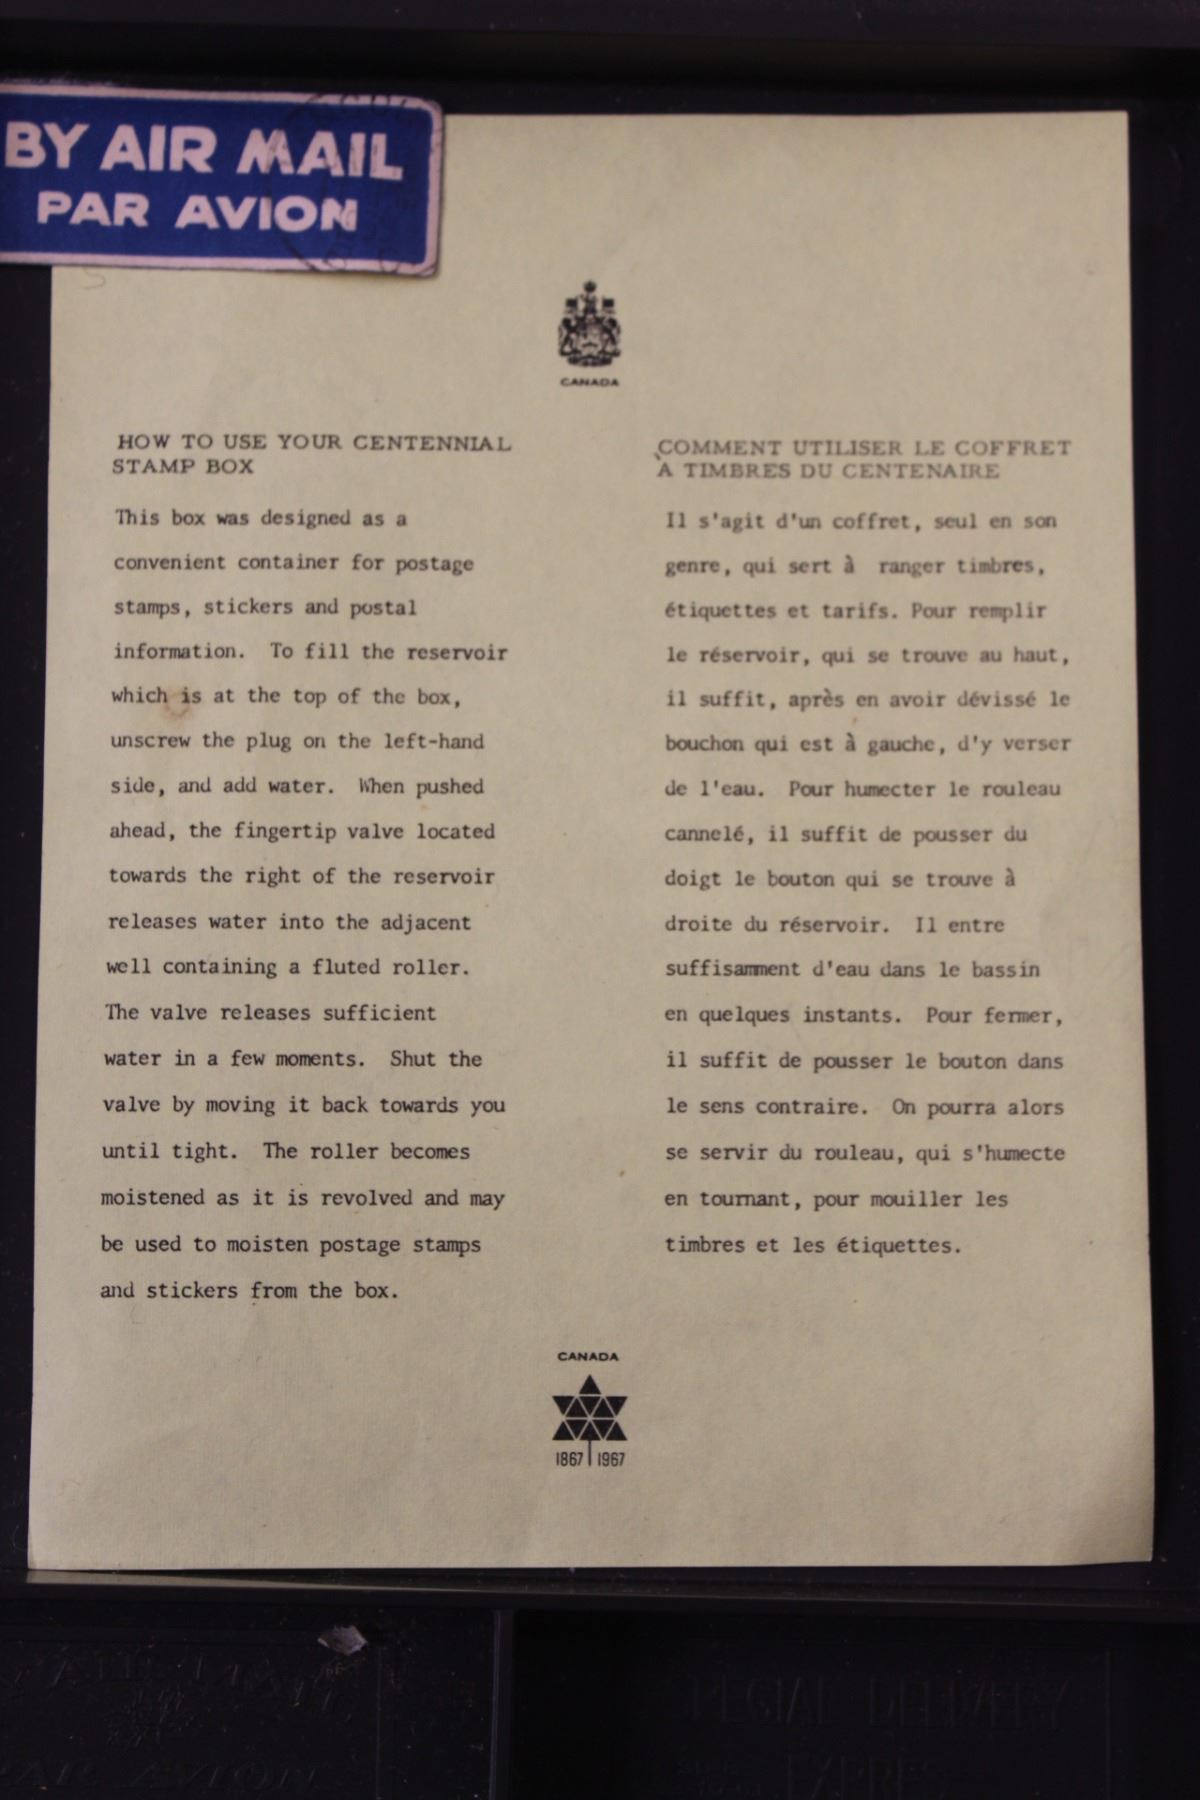 BY AIR MAIL
PAR AVION
CANADA
HOW TO USE YOUR CENTENNIAL
STAMP BOX
This box was designed as a
convenient container for postage
stamps, stickers and postal
information. To fill the reservoir
which is at the top of the box,
unscrew the plug on the left-hand
side, and add water. When pushed
ahead, the fingertip valve located
towards the right of the reservoir
releases water into the adjacent
well containing a fluted roller.
The valve releases sufficient
water in a few moments. Shut the
valve by moving it back towards you
until tight. The roller becomes
moistened as it is revolved and may
be used to moisten postage stamps
and stickers from the box.
COMMENT UTILISER LE COFFRET
À TIMBRES DU CENTENAIRE
Il s'agit d'un coffret, seul en son
genre, qui sert à ranger timbres,
étiquettes et tarifs. Pour remplir
le réservoir, qui se trouve au haut,
il suffit, après en avoir dévissé le
bouchon qui est à gauche, d'y verser
de l'eau. Pour humecter le rouleau
cannelé, il suffit de pousser du
doigt le bouton qui se trouve à
droite du réservoir. Il entre
suffisamment d'eau dans le bassin
en quelques instants. Pour fermer,
il suffit de pousser le bouton dans
le sens contraire. On pourra alors
se servir du rouleau, qui s'humecte
en tournant, pour mouiller les
timbres et les étiquettes.
CANADA
1867 1967
SPECIAL DELIVERY
EXPRES
PAR AVION